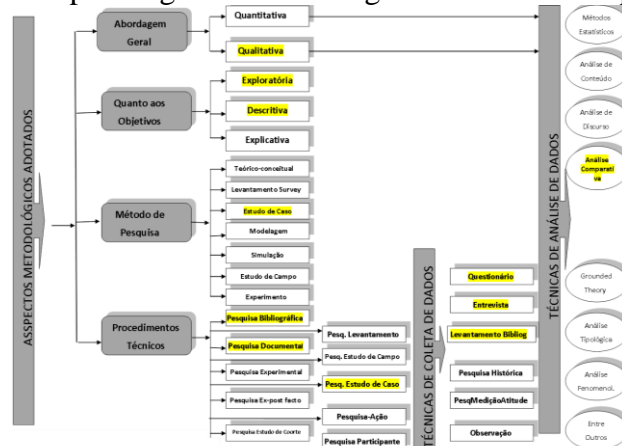 ASSPECTOS METODOLÓGICOS ADOTADOS
Abordagem
Geral
Quantitativa
Qualitativa
Quanto aos
Objetivos
Exploratória
Descritiva
Explicativa
Método de
Pesquisa
Teórico-conceitual
Levantamento Survey
Estudo de Caso
Modelagem
Simulação
Estudo de Campo
Experimento
Procedimentos
Técnicos
Pesquisa Bibliográfica
Pesquisa Documental
Pesquisa Experimental
Pesquisa Ex-post facto
Pesquisa Estudo de Coorte
Pesq. Levantamento
Pesq. Estudo de Campo
Pesq. Estudo de Caso
Pesquisa-Ação
Pesquisa Participante
TÉCNICAS DE COLETA DE DADOS
Questionário
Entrevista
Levantamento Bibliog
Pesquisa Histórica
PesqMediçãoAtitude
Observação
TÉCNICAS DE ANÁLISE DE DADOS
Métodos
Estatísticos
Análise de
Conteúdo
Análise de
Discurso
Análise
Comparati
va
Grounded
Theory
Análise
Tipológica
Análise
Fenomenol.
Entre
Outros